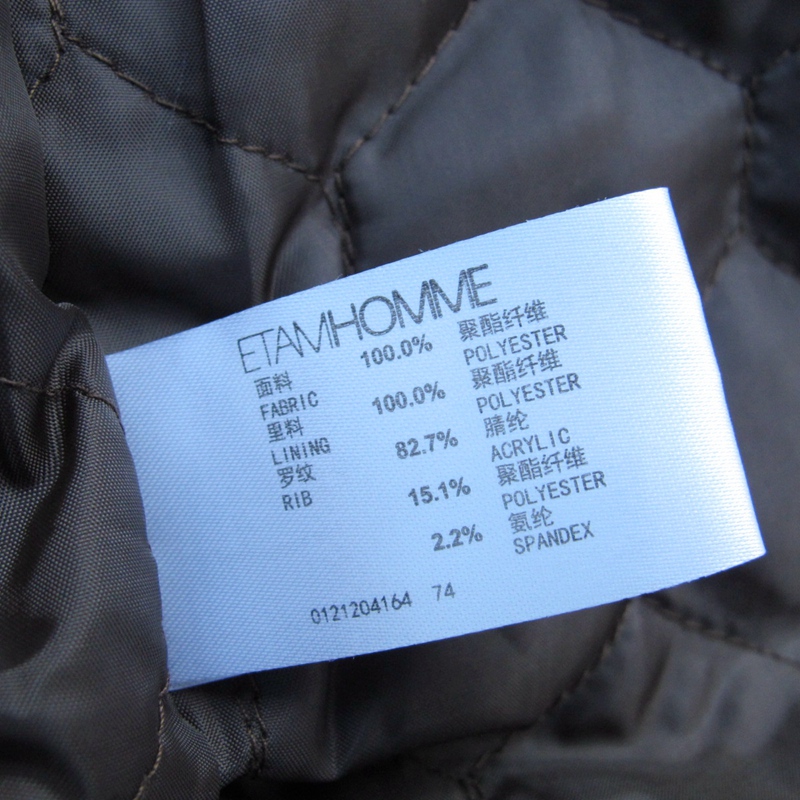 ETAMHOMME
面料 100.0% 聚酯纤维
FABRIC POLYESTER
里料 100.0% 聚酯纤维
LINING POLYESTER
罗纹 82.7% 腈纶
RIB ACRYLIC
15.1% 聚酯纤维
POLYESTER
2.2% 氨纶
SPANDEX
0121204164 74